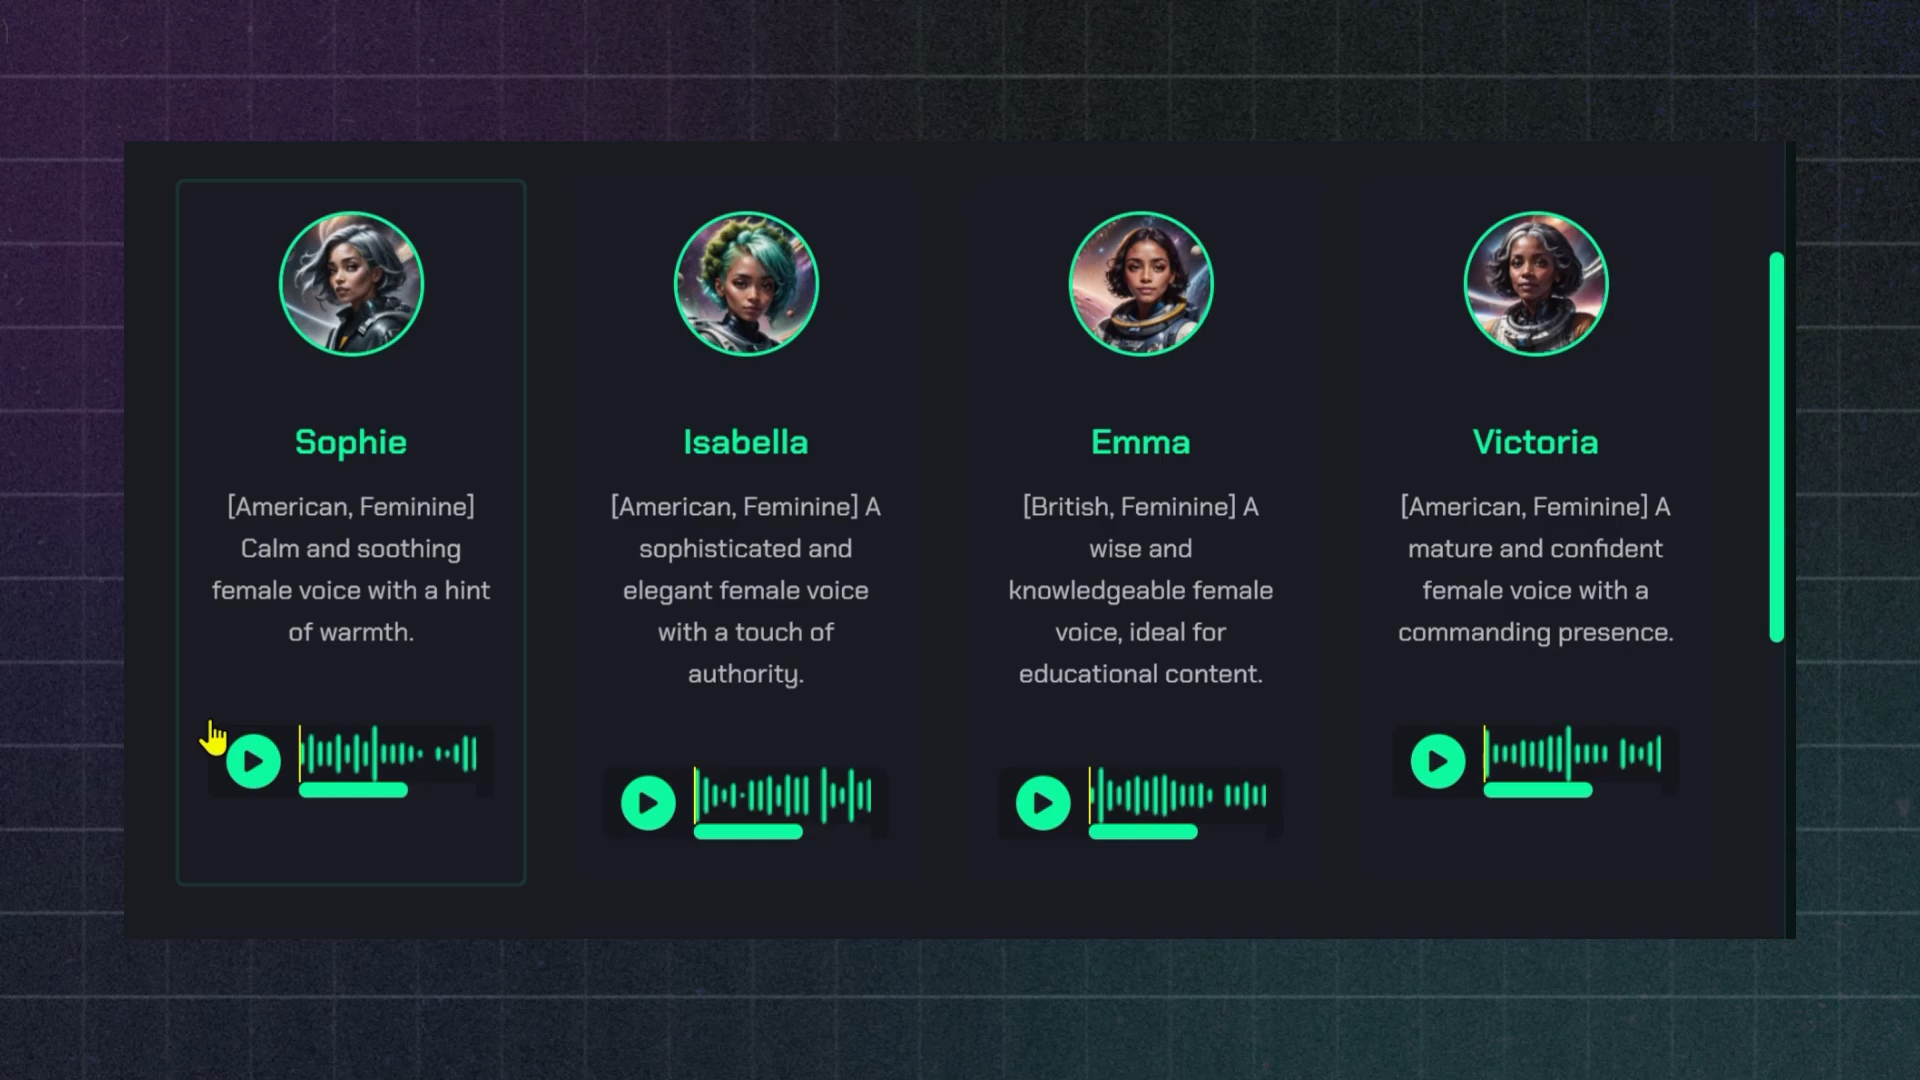 Sophie
[American, Feminine]
Calm and soothing
female voice with a hint
of warmth.
Isabella
[American, Feminine] A
sophisticated and
elegant female voice
with a touch of
authority.
Emma
[British, Feminine] A
wise and
knowledgeable female
voice, ideal for
educational content.
Victoria
[American, Feminine] A
mature and confident
female voice with a
commanding presence.